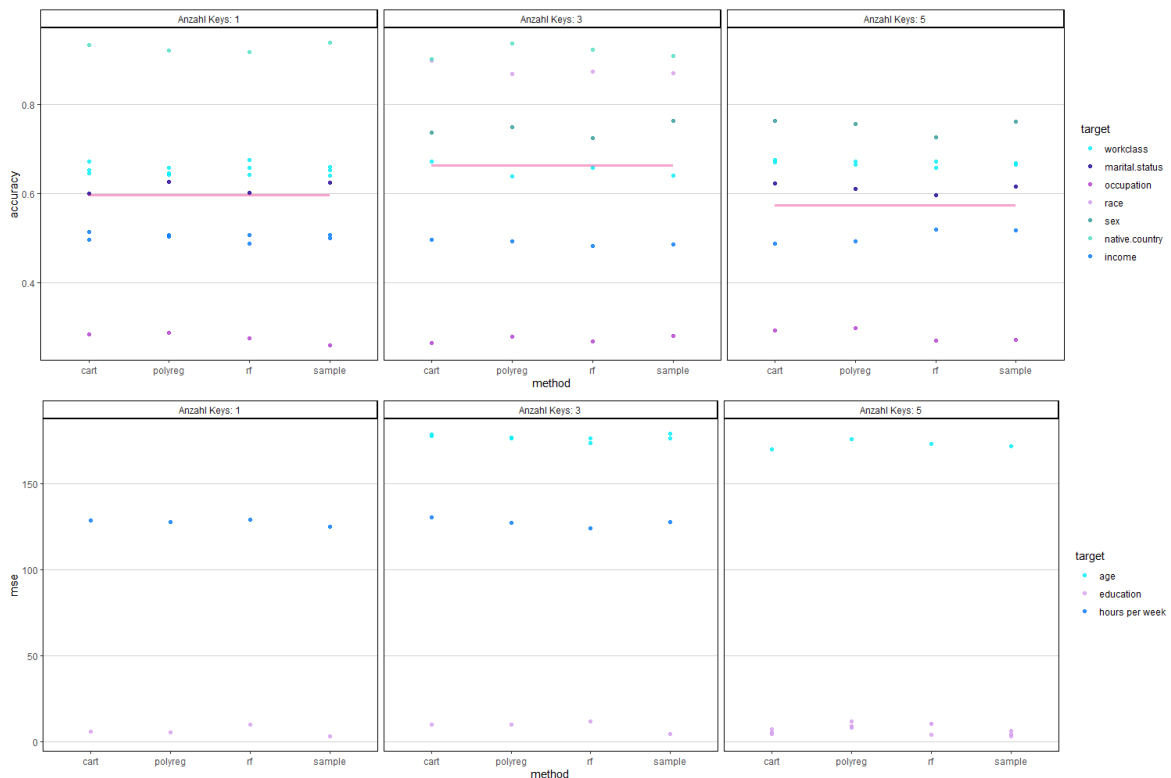 Anzahl Keys: 1
Anzahl Keys: 3
Anzahl Keys: 5
0.8
0.6
0.4
accuracy
cart polyreg rf sample
cart polyreg rf sample
cart polyreg rf sample
method
target
workclass
marital.status
occupation
race
sex
native.country
income
Anzahl Keys: 1
Anzahl Keys: 3
Anzahl Keys: 5
150
100
50
0
mse
cart polyreg rf sample
cart polyreg rf sample
cart polyreg rf sample
method
target
age
education
hours per week